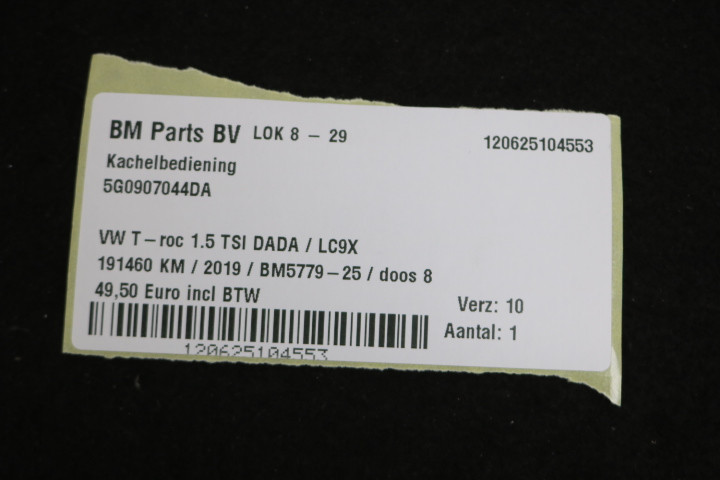 BM Parts BV LOK 8 - 29
120625104553
Kachelbediening
5G0907044DA
VW T-roc 1.5 TSI DADA / LC9X
191460 KM / 2019 / BM5779-25 / doos 8
49,50 Euro incl BTW
Verz: 10
Aantal: 1
120625104553